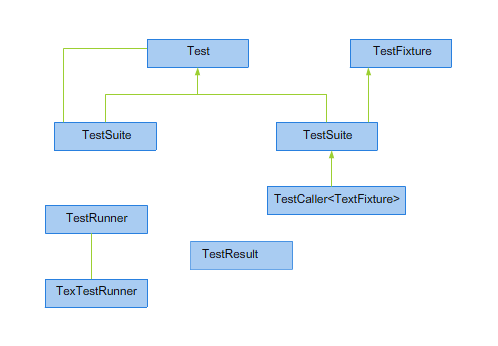 Test
TestFixture
TestSuite
TestSuite
TestCaller<TextFixture>
TestRunner
TestResult
TexTestRunner